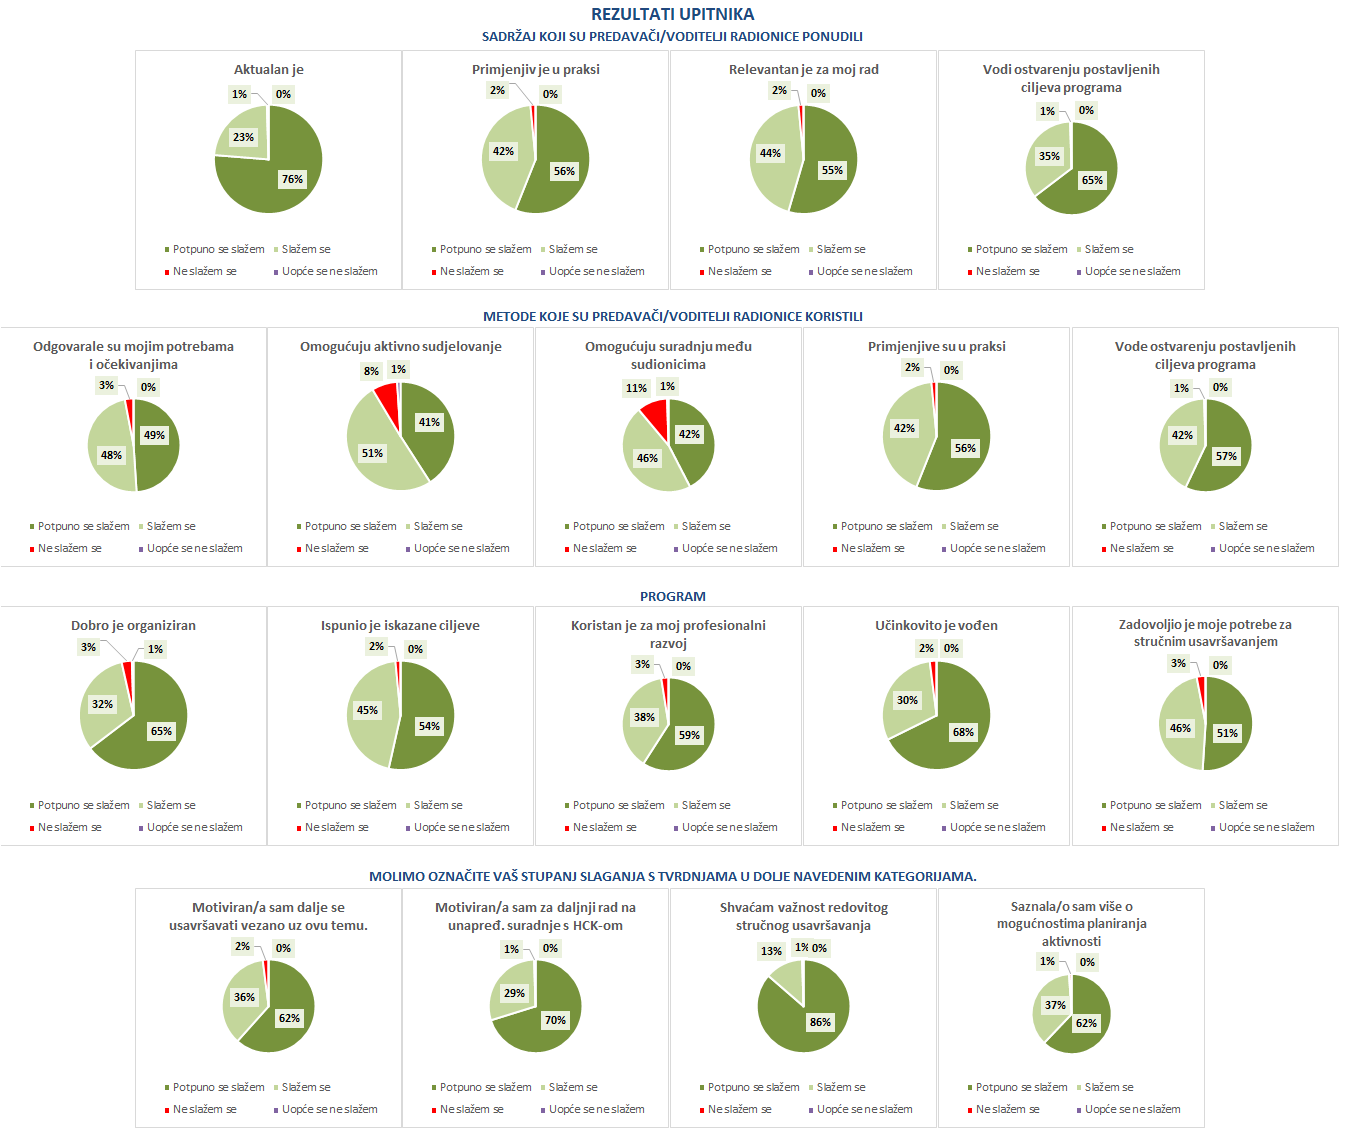 REZULTATI UPITNIKA
SADRŽAJ KOJI SU PREDAVAČI/VODITELJI RADIONICE PONUDILI
Aktualan je
1% 0%
23%
76%
Potpuno se slažem Slažem se
Ne slažem se Uopće se ne slažem
Primjenjiv je u praksi
2% 0%
42%
56%
Potpuno se slažem Slažem se
Ne slažem se Uopće se ne slažem
Relevantan je za moj rad
2% 0%
44%
55%
Potpuno se slažem Slažem se
Ne slažem se Uopće se ne slažem
Vodi ostvarenju postavljenih
ciljeva programa
1% 0%
35%
65%
Potpuno se slažem Slažem se
Ne slažem se Uopće se ne slažem
METODE KOJE SU PREDAVAČI/VODITELJI RADIONICE KORISTILI
Odgovarale su mojim potrebama
i očekivanjima
3% 0%
49%
48%
Potpuno se slažem Slažem se
Ne slažem se Uopće se ne slažem
Omogućuju aktivno sudjelovanje
8% 1%
41%
51%
Potpuno se slažem Slažem se
Ne slažem se Uopće se ne slažem
Omogućuju suradnju među
sudionicima
11% 1%
42%
46%
Potpuno se slažem Slažem se
Ne slažem se Uopće se ne slažem
Primjenjive su u praksi
2% 0%
42%
56%
Potpuno se slažem Slažem se
Ne slažem se Uopće se ne slažem
Vode ostvarenju postavljenih
ciljeva programa
1% 0%
42%
57%
Potpuno se slažem Slažem se
Ne slažem se Uopće se ne slažem
PROGRAM
Dobro je organiziran
3% 1%
32%
65%
Potpuno se slažem Slažem se
Ne slažem se Uopće se ne slažem
Ispunio je iskazane ciljeve
2% 0%
45%
54%
Potpuno se slažem Slažem se
Ne slažem se Uopće se ne slažem
Koristan je za moj profesionalni
razvoj
3% 0%
38%
59%
Potpuno se slažem Slažem se
Ne slažem se Uopće se ne slažem
Učinkovito je vođen
2% 0%
30%
68%
Potpuno se slažem Slažem se
Ne slažem se Uopće se ne slažem
Zadovoljio je moje potrebe za
stručnim usavršavanjem
3% 0%
46%
51%
Potpuno se slažem Slažem se
Ne slažem se Uopće se ne slažem
MOLIMO OZNAČITE VAŠ STUPANJ SLAGANJA S TVRDNJAMA U DOLJE NAVEDENIM KATEGORIJAMA.
Motiviran/a sam dalje se
usavršavati vezano uz ovu temu.
2% 0%
36%
62%
Potpuno se slažem Slažem se
Ne slažem se Uopće se ne slažem
Motiviran/a sam za daljnji rad na
unapređ. suradnje s HCK-om
1% 0%
29%
70%
Potpuno se slažem Slažem se
Ne slažem se Uopće se ne slažem
Shvaćam važnost redovitog
stručnog usavršavanja
13% 1% 0%
86%
Potpuno se slažem Slažem se
Ne slažem se Uopće se ne slažem
Saznala/o sam više o
mogućnostima planiranja
aktivnosti
1% 0%
37%
62%
Potpuno se slažem Slažem se
Ne slažem se Uopće se ne slažem